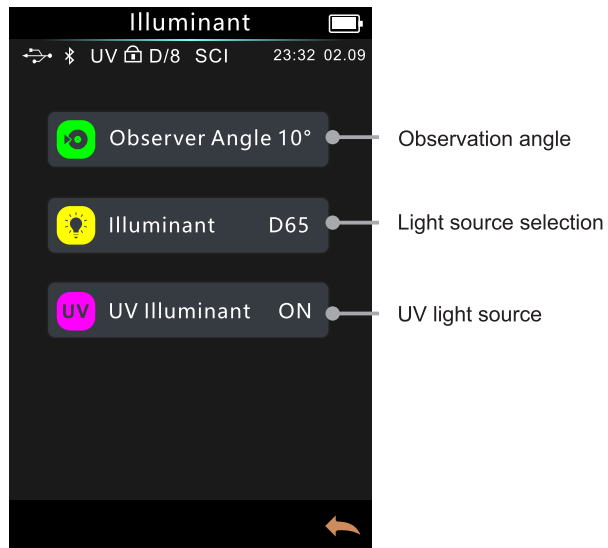 Illuminant
UV D/8 SCI 23:32 02.09
Observer Angle 10°
Observation angle
Illuminant D65
Light source selection
UV UV Illuminant ON
UV light source